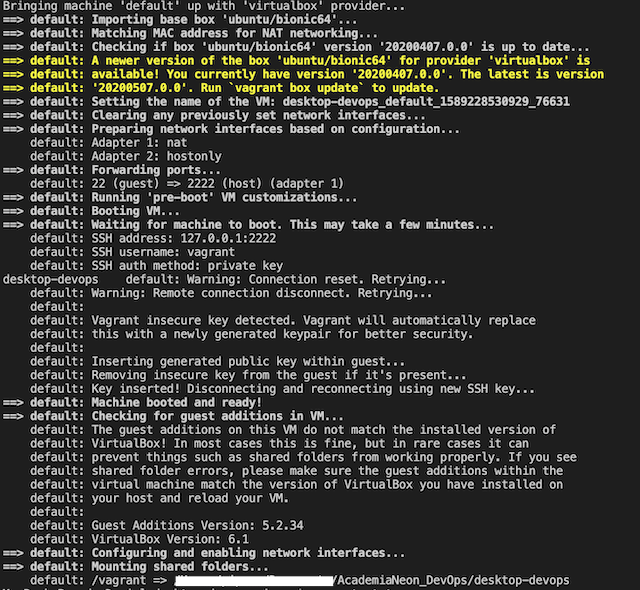 Bringing machine 'default' up with 'virtualbox' provider...
==> default: Importing base box 'ubuntu/bionic64'...
==> default: Matching MAC address for NAT networking...
==> default: Checking if box 'ubuntu/bionic64' version '20200407.0.0' is up to date...
==> default: A newer version of the box 'ubuntu/bionic64' for provider 'virtualbox' is
==> default: available! You currently have version '20200407.0.0'. The latest is version
==> default: '20200507.0.0'. Run `vagrant box update` to update.
==> default: Setting the name of the VM: desktop-devops_default_1589228530929_76631
==> default: Clearing any previously set network interfaces...
==> default: Preparing network interfaces based on configuration...
    default: Adapter 1: nat
    default: Adapter 2: hostonly
==> default: Forwarding ports...
    default: 22 (guest) => 2222 (host) (adapter 1)
==> default: Running 'pre-boot' VM customizations...
==> default: Booting VM...
==> default: Waiting for machine to boot. This may take a few minutes...
    default: SSH address: 127.0.0.1:2222
    default: SSH username: vagrant
    default: SSH auth method: private key
desktop-devops    default: Warning: Connection reset. Retrying...
    default: Warning: Remote connection disconnect. Retrying...
    default:
    default: Vagrant insecure key detected. Vagrant will automatically replace
    default: this with a newly generated keypair for better security.
    default:
    default: Inserting generated public key within guest...
    default: Removing insecure key from the guest if it's present...
    default: Key inserted! Disconnecting and reconnecting using new SSH key...
==> default: Machine booted and ready!
==> default: Checking for guest additions in VM...
    default: The guest additions on this VM do not match the installed version of
    default: VirtualBox! In most cases this is fine, but in rare cases it can
    default: prevent things such as shared folders from working properly. If you see
    default: shared folder errors, please make sure the guest additions within the
    default: virtual machine match the version of VirtualBox you have installed on
    default: your host and reload your VM.
    default:
    default: Guest Additions Version: 5.2.34
    default: VirtualBox Version: 6.1
==> default: Configuring and enabling network interfaces...
==> default: Mounting shared folders...
    default: /vagrant => /AcademiaNeon_DevOps/desktop-devops